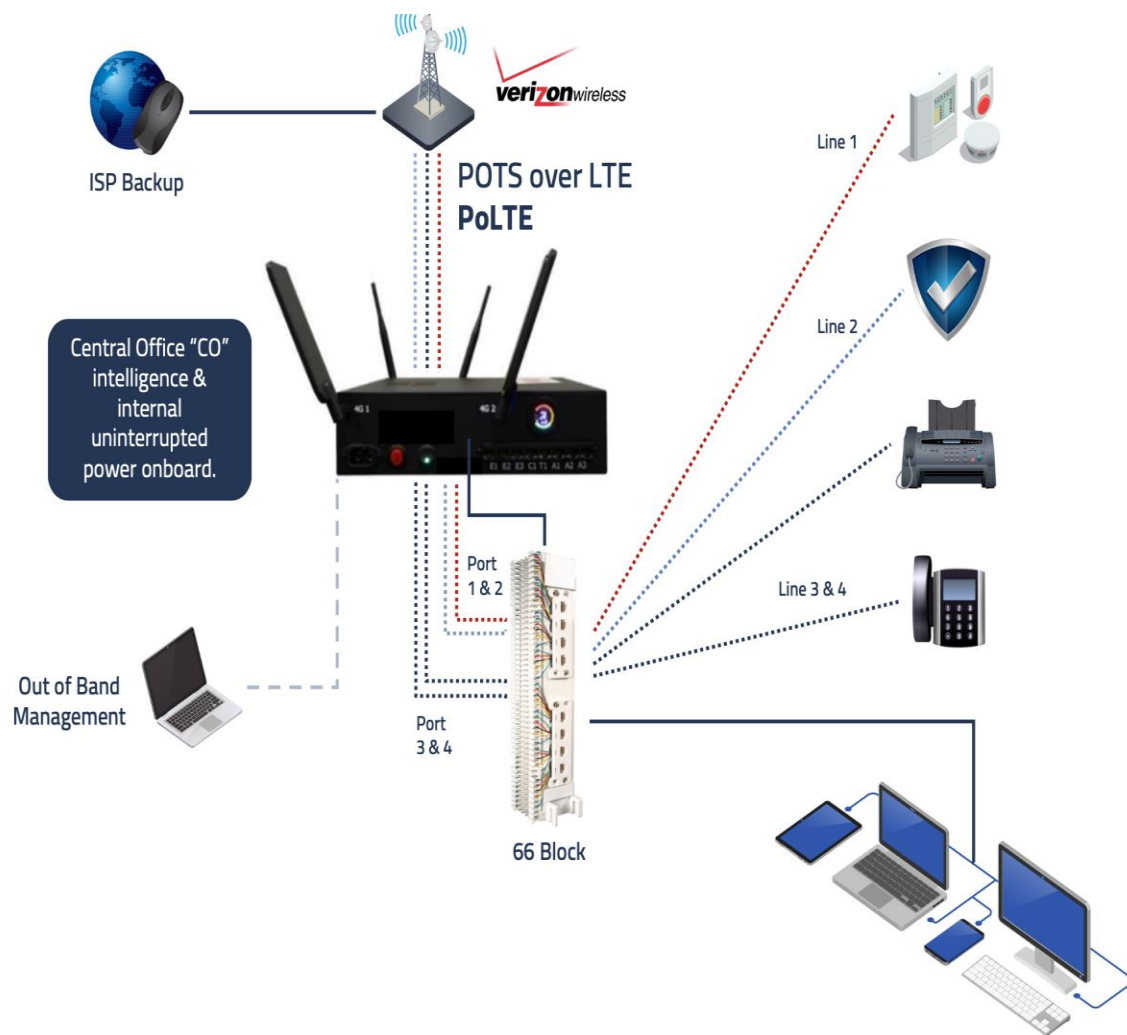 verizonwireless
ISP Backup
POTS over LTE
PoLTE
Line 1
Line 2
Central Office “CO”
intelligence &
internal
uninterrupted
power onboard.
4G 1
4G 2
E1 E2 E3 C1 T1 A1 A2 A3
Port
1 & 2
Line 3 & 4
Out of Band
Management
Port
3 & 4
66 Block